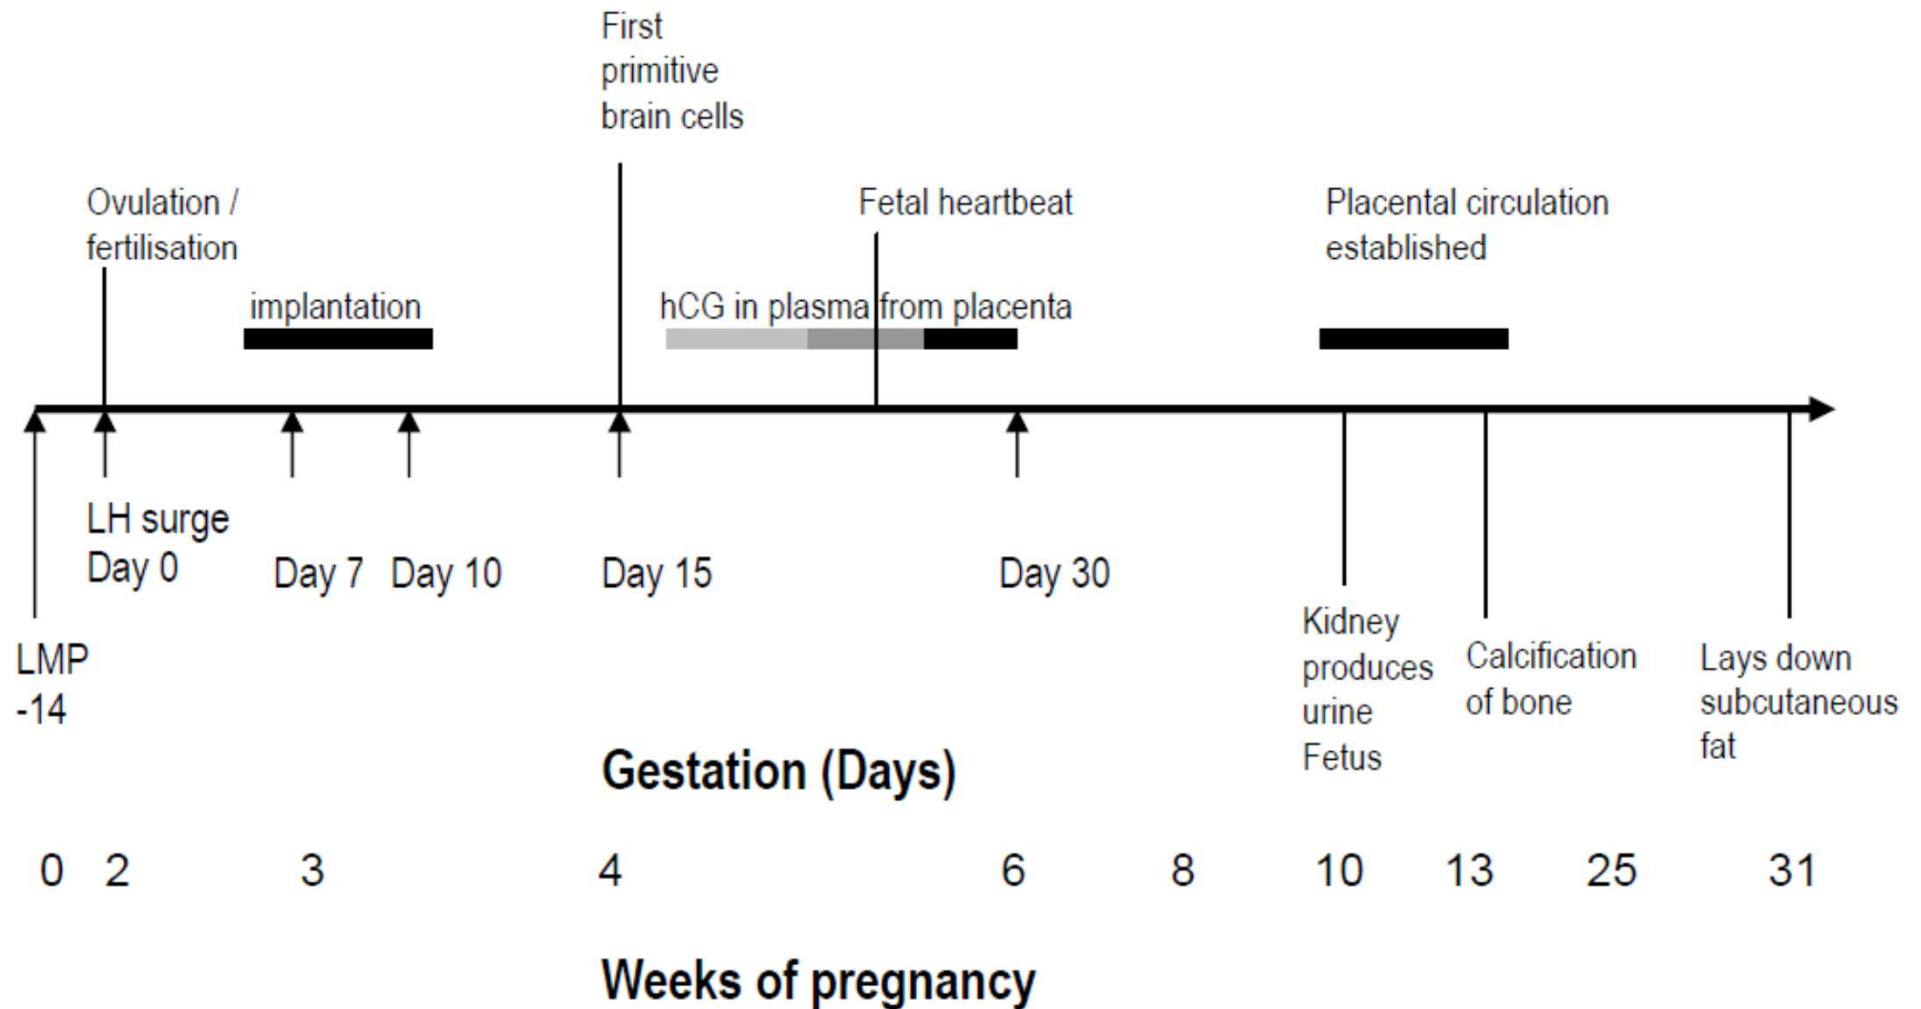 First
primitive
brain cells
Ovulation /
fertilisation
Fetal heartbeat
Placental circulation
established
implantation
hCG in plasma from placenta
LH surge
Day 0
Day 7
Day 10
Day 15
Day 30
LMP
-14
Kidney
produces
urine
Fetus
Calcification
of bone
Lays down
subcutaneous
fat
Gestation (Days)
0 2 3 4 6 8 10 13 25 31
Weeks of pregnancy